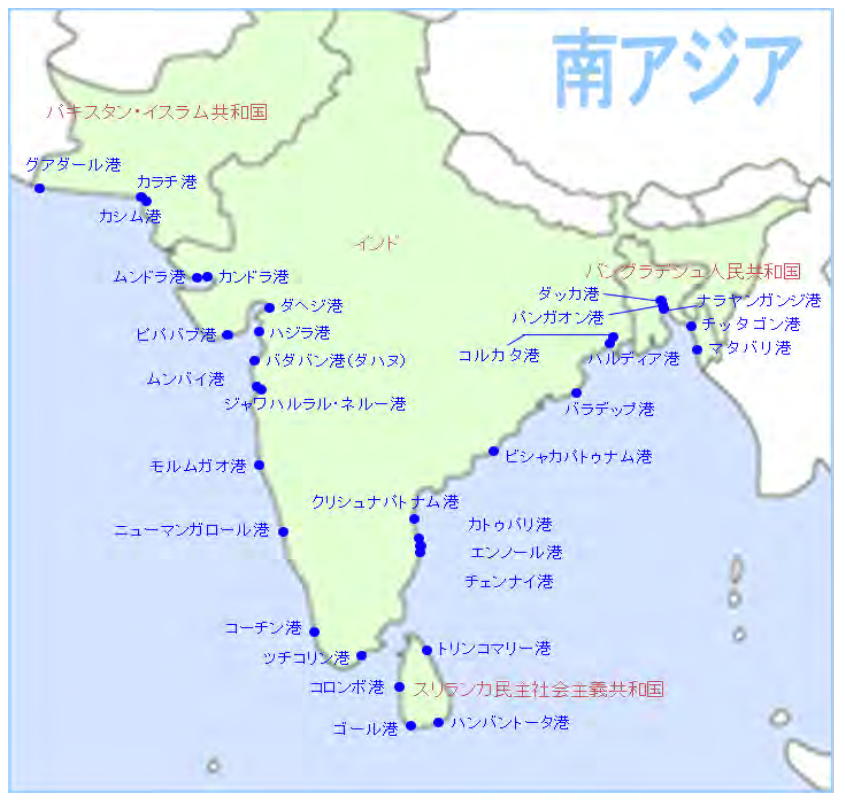 南アジア
パキスタン・イスラム共和国
グアダール港
カラチ港
カシム港
インド
バングラデシュ人民共和国
ムンドラ港
カンドラ港
ダッカ港
ナラヤンガンジ港
ダヘジ港
パンガオン港
チッタゴン港
ピパパブ港
ハジラ港
コルカタ港
ハルディア港
マタバリ港
バダバン港(ダハヌ)
ムンバイ港
ジャワハルラル・ネルー港
パラデップ港
モルムガオ港
ビシャカパトゥナム港
クリシュナパトナム港
ニューマンガロール港
カトゥパリ港
エンノール港
チェンナイ港
コーチン港
ツチコリン港
トリンコマリー港
コロンボ港
スリランカ民主社会主義共和国
ゴール港
ハンバントータ港